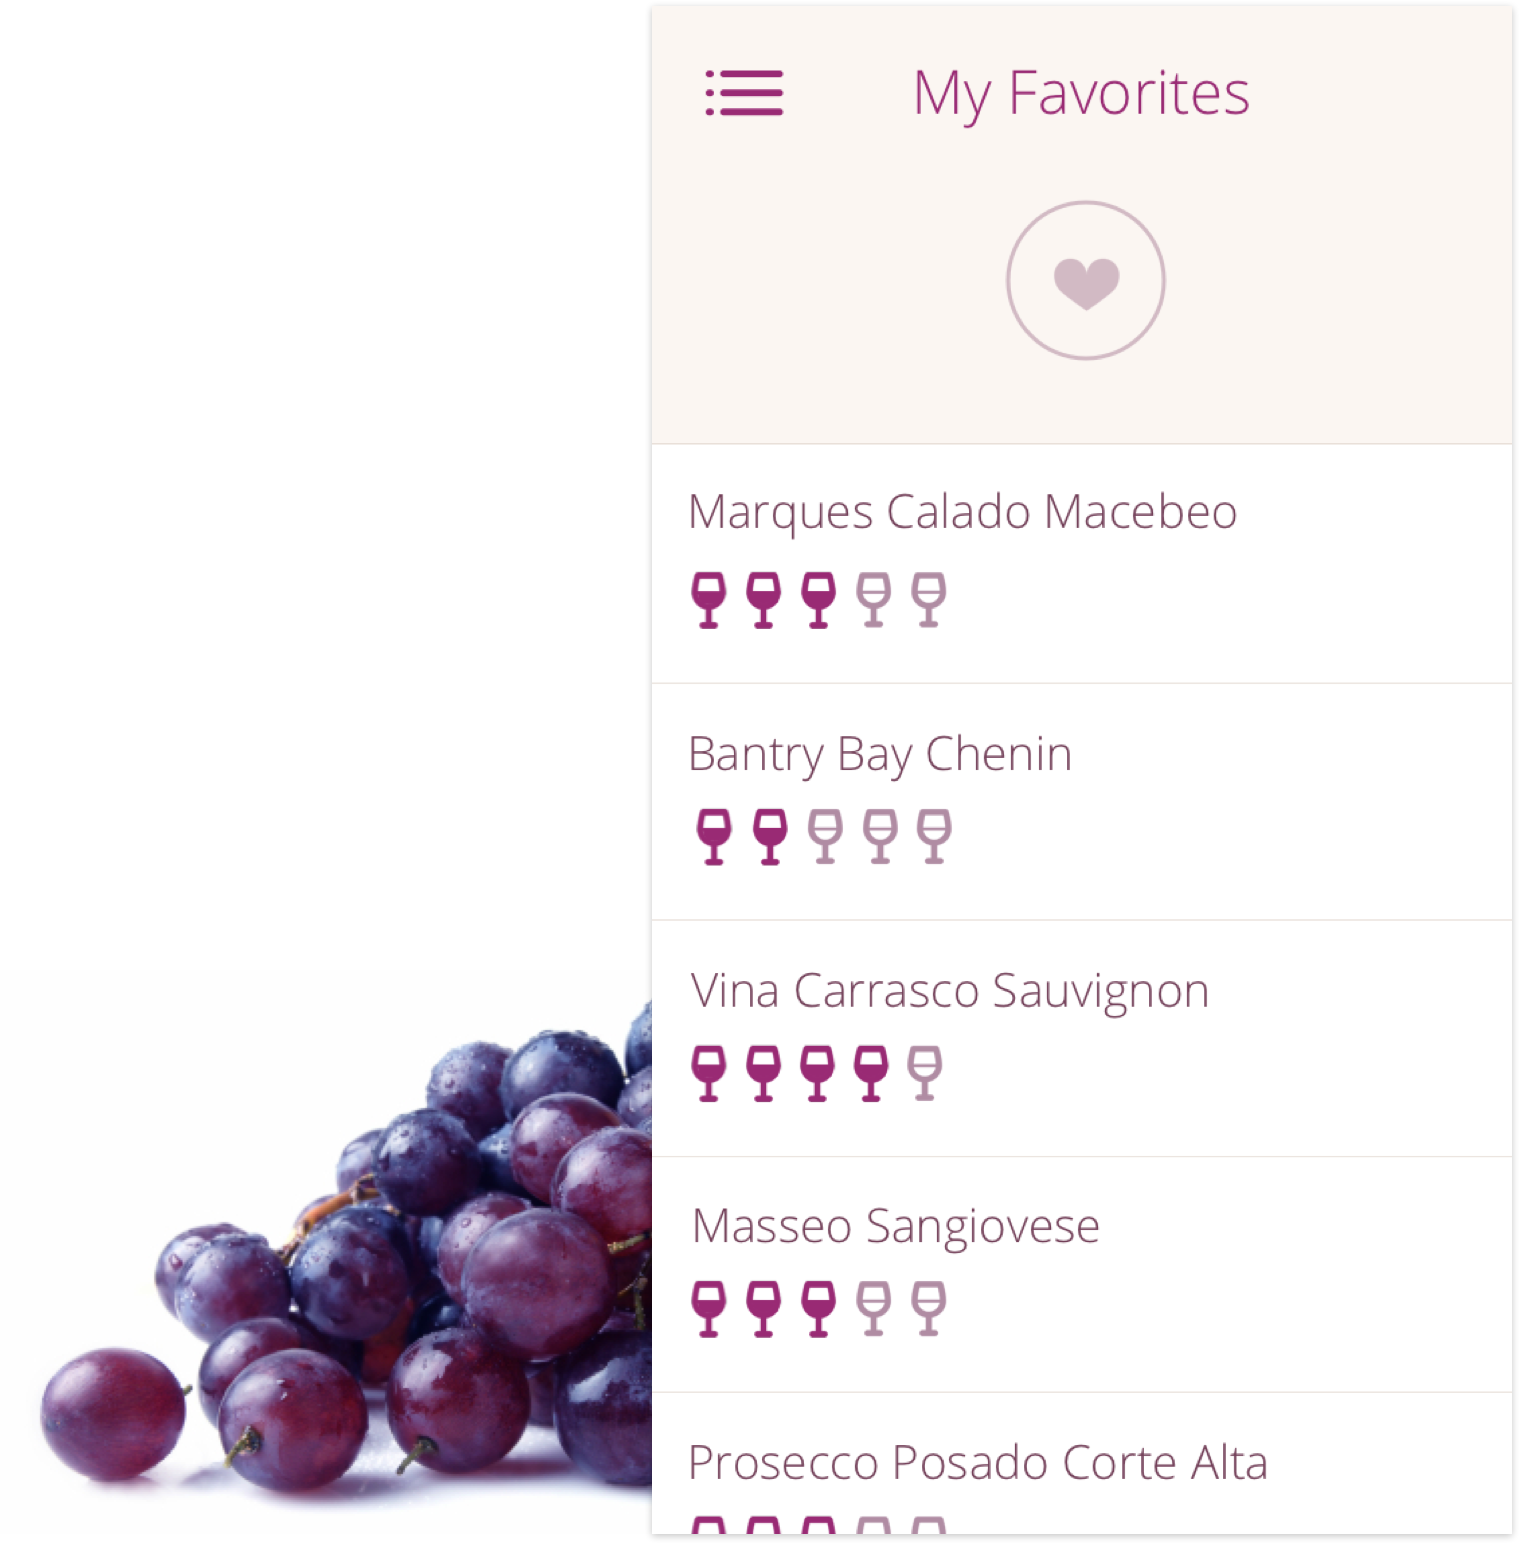 My Favorites
Marques Calado Macebeo
Bantry Bay Chenin
Vina Carrasco Sauvignon
Masseo Sangiovese
Prosecco Posado Corte Alta